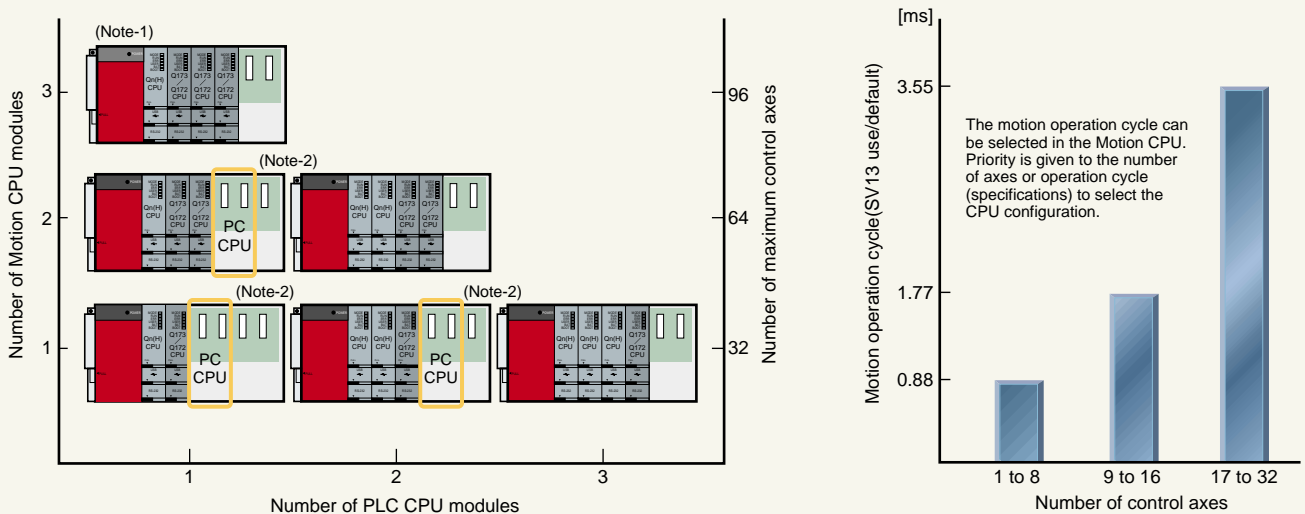 (Note-1)
Qn(H)
CPU
Q173
Q172
CPU
Q173
Q172
CPU
Q173
Q172
CPU
3
(Note-2)
Qn(H)
CPU
Q173
Q172
CPU
Q173
Q172
CPU
PC
CPU
Qn(H)
CPU
Qn(H)
CPU
Q173
Q172
CPU
Q173
Q172
CPU
2
(Note-2)
(Note-2)
Qn(H)
CPU
Q173
Q172
CPU
PC
CPU
Qn(H)
CPU
Qn(H)
CPU
Q173
Q172
CPU
PC
CPU
Qn(H)
CPU
Qn(H)
CPU
Qn(H)
CPU
Q173
Q172
CPU
1
Number of Motion CPU modules
1
2
3
Number of PLC CPU modules
96
64
32
Number of maximum control axes
[ms]
3.55
1.77
0.88
Motion operation cycle(SV13 use/default)
The motion operation cycle can
be selected in the Motion CPU.
Priority is given to the number
of axes or operation cycle
(specifications) to select the
CPU configuration.
1 to 8
9 to 16
17 to 32
Number of control axes